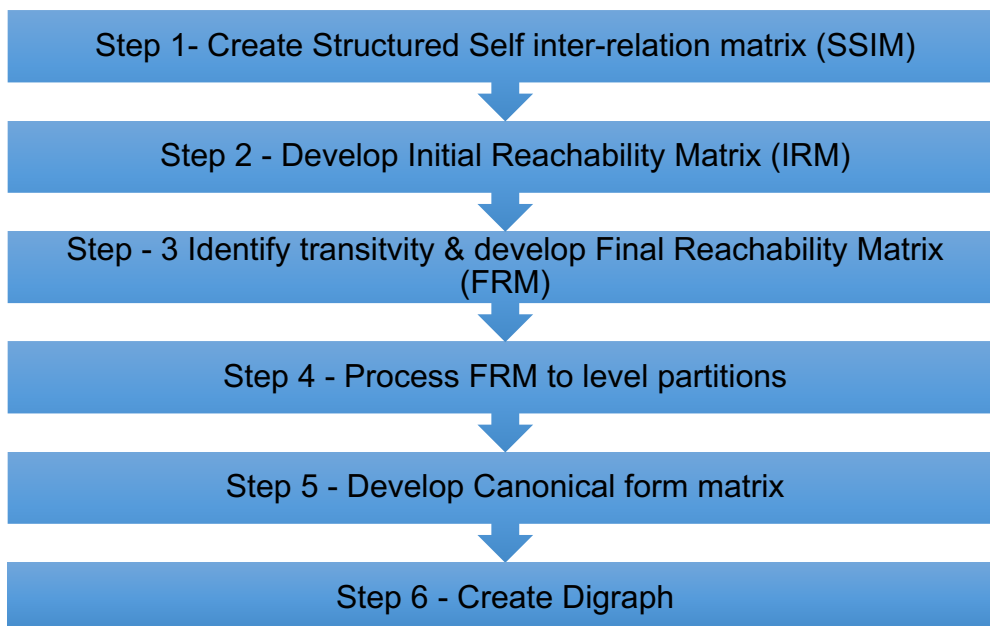 Step 1- Create Structured Self inter-relation matrix (SSIM)
Step 2 - Develop Initial Reachability Matrix (IRM)
Step - 3 Identify transitvity & develop Final Reachability Matrix
(FRM)
Step 4 - Process FRM to level partitions
Step 5 - Develop Canonical form matrix
Step 6 - Create Digraph